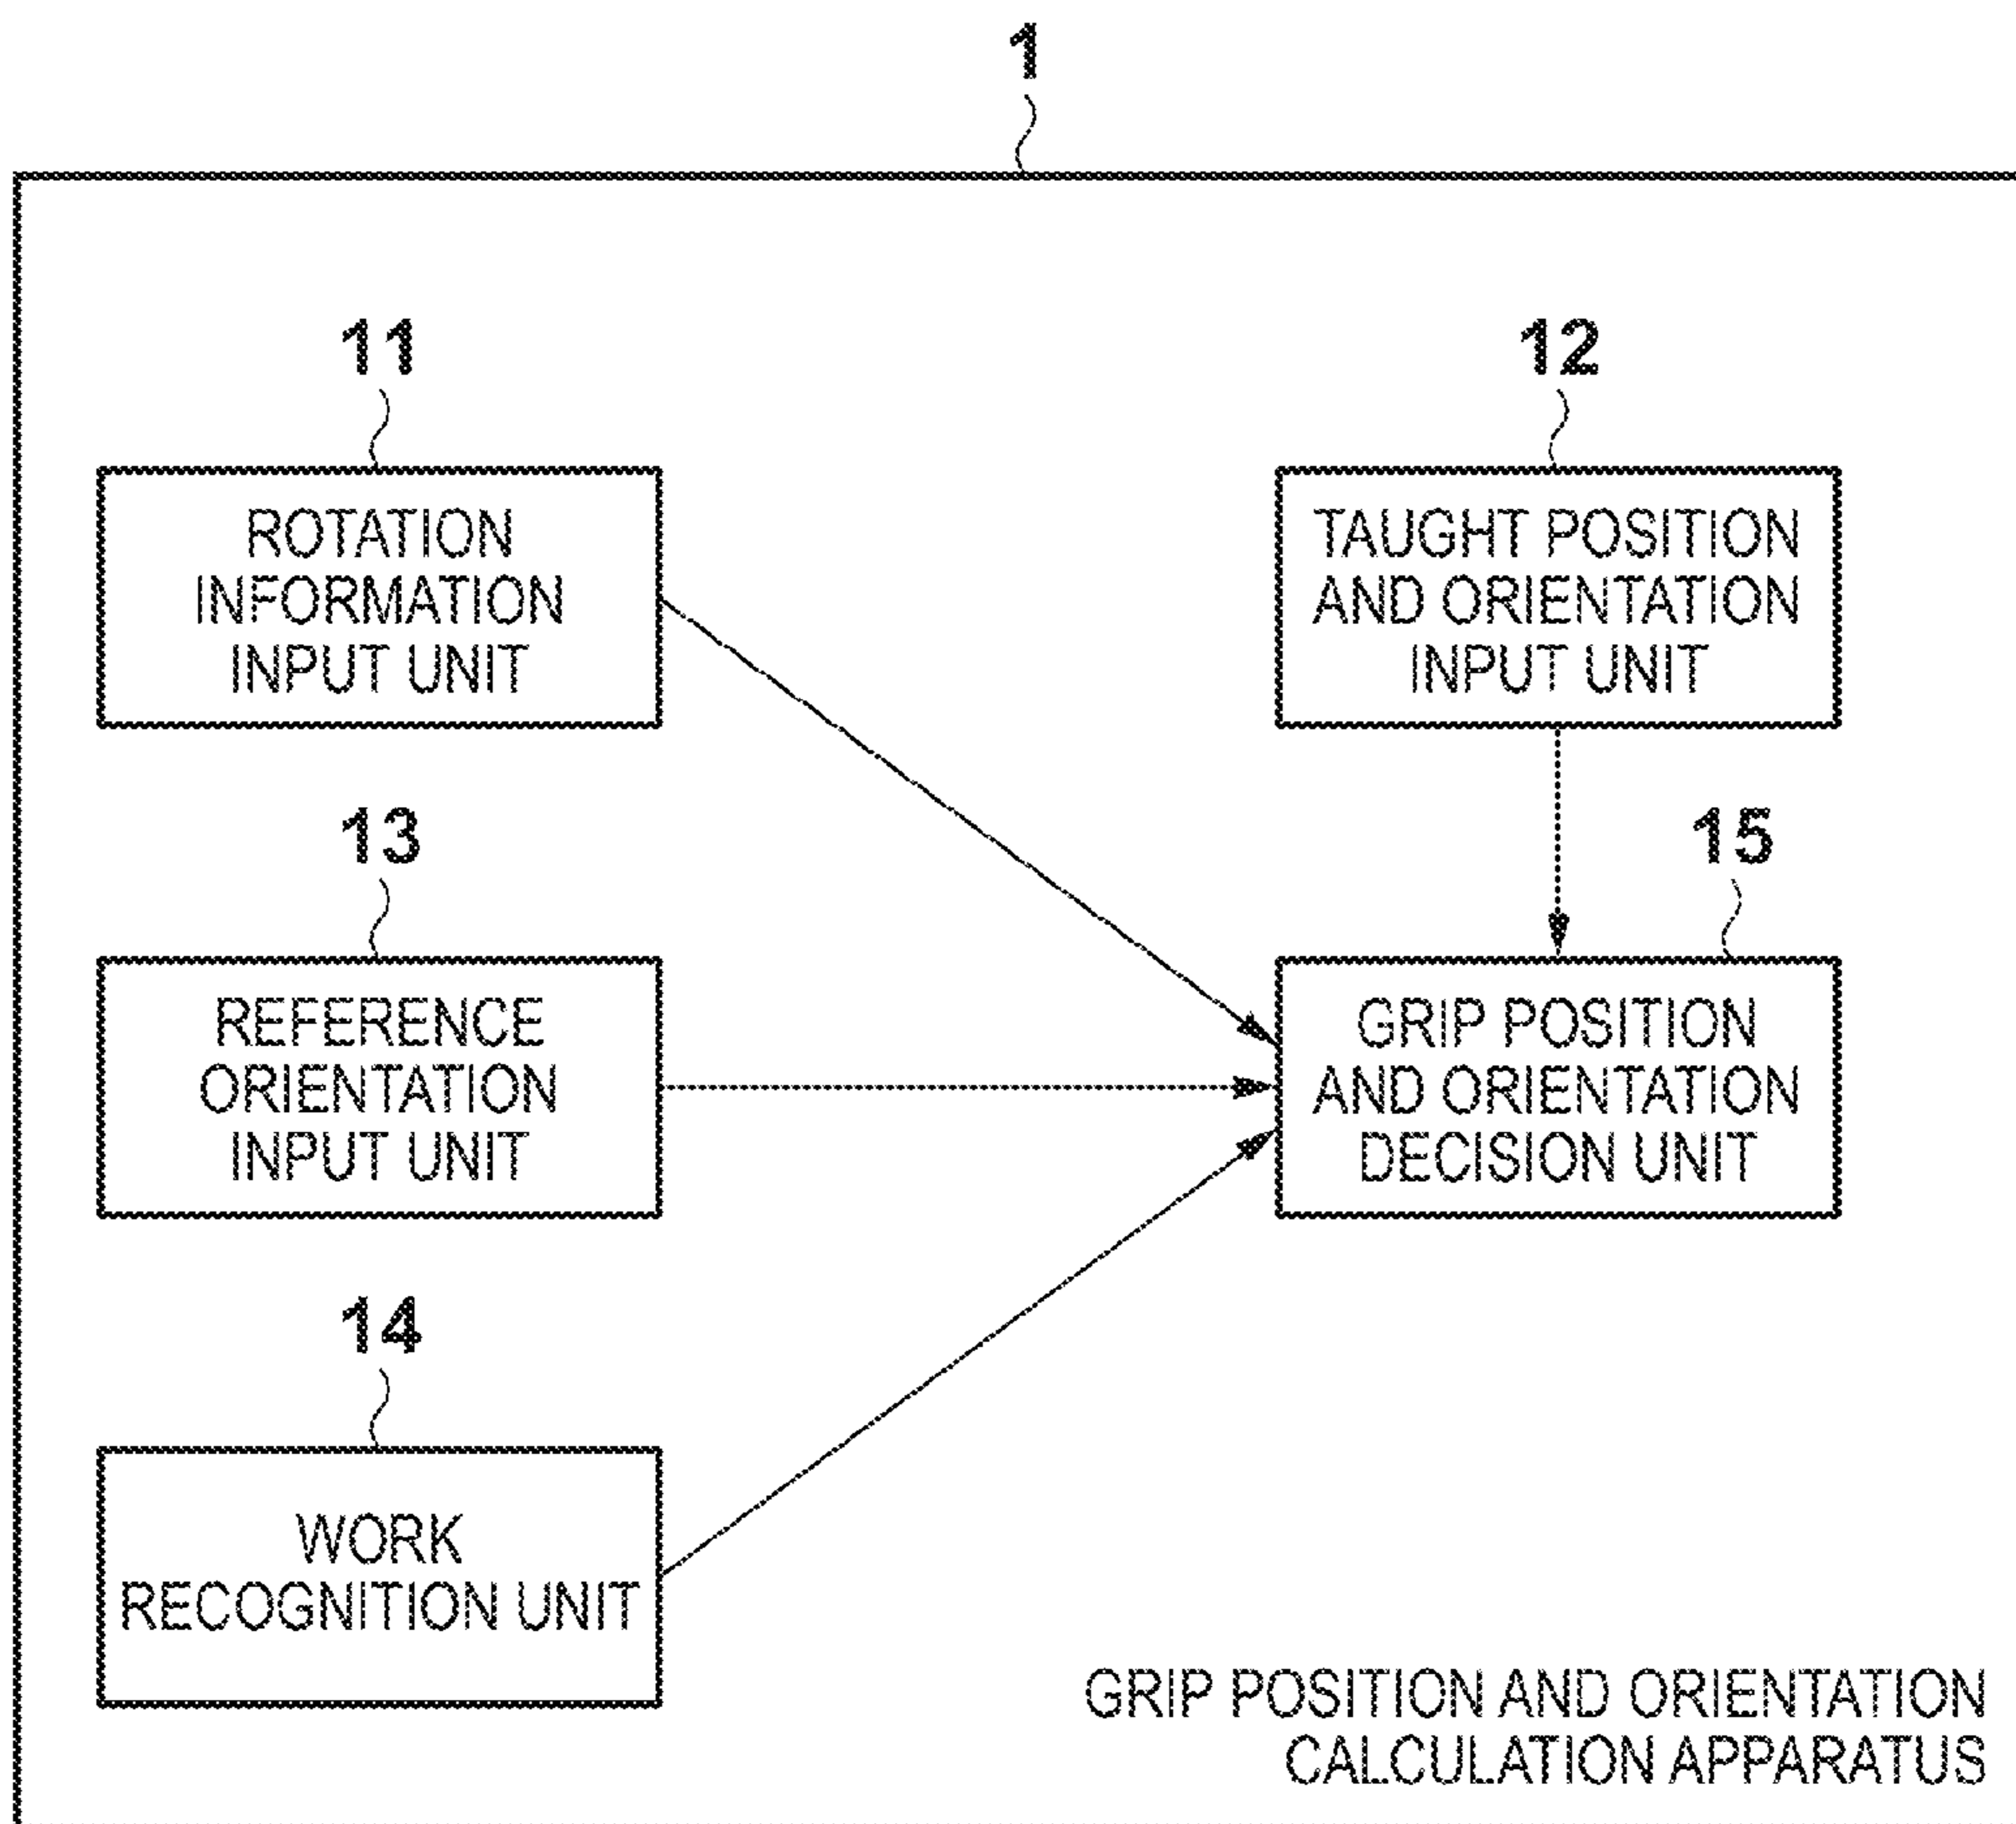 1
11
ROTATION
INFORMATION
INPUT UNIT
12
TAUGHT POSITION
AND ORIENTATION
INPUT UNIT
13
REFERENCE
ORIENTATION
INPUT UNIT
15
GRIP POSITION
AND ORIENTATION
DECISION UNIT
14
WORK
RECOGNITION UNIT
GRIP POSITION AND ORIENTATION
CALCULATION APPARATUS